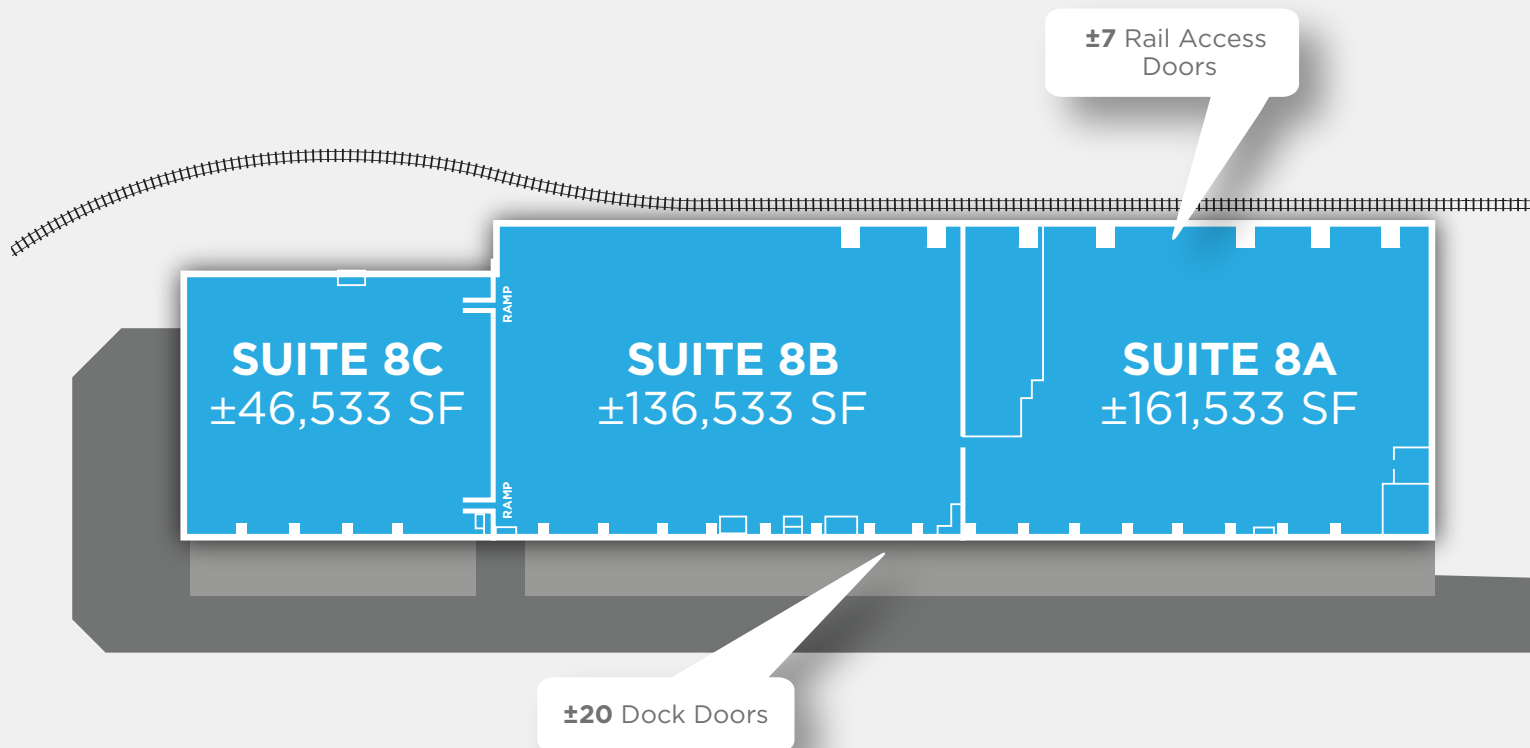 ±7 Rail Access
Doors
RAMP
SUITE 8C
±46,533 SF
SUITE 8B
±136,533 SF
SUITE 8A
±161,533 SF
RAMP
±20 Dock Doors